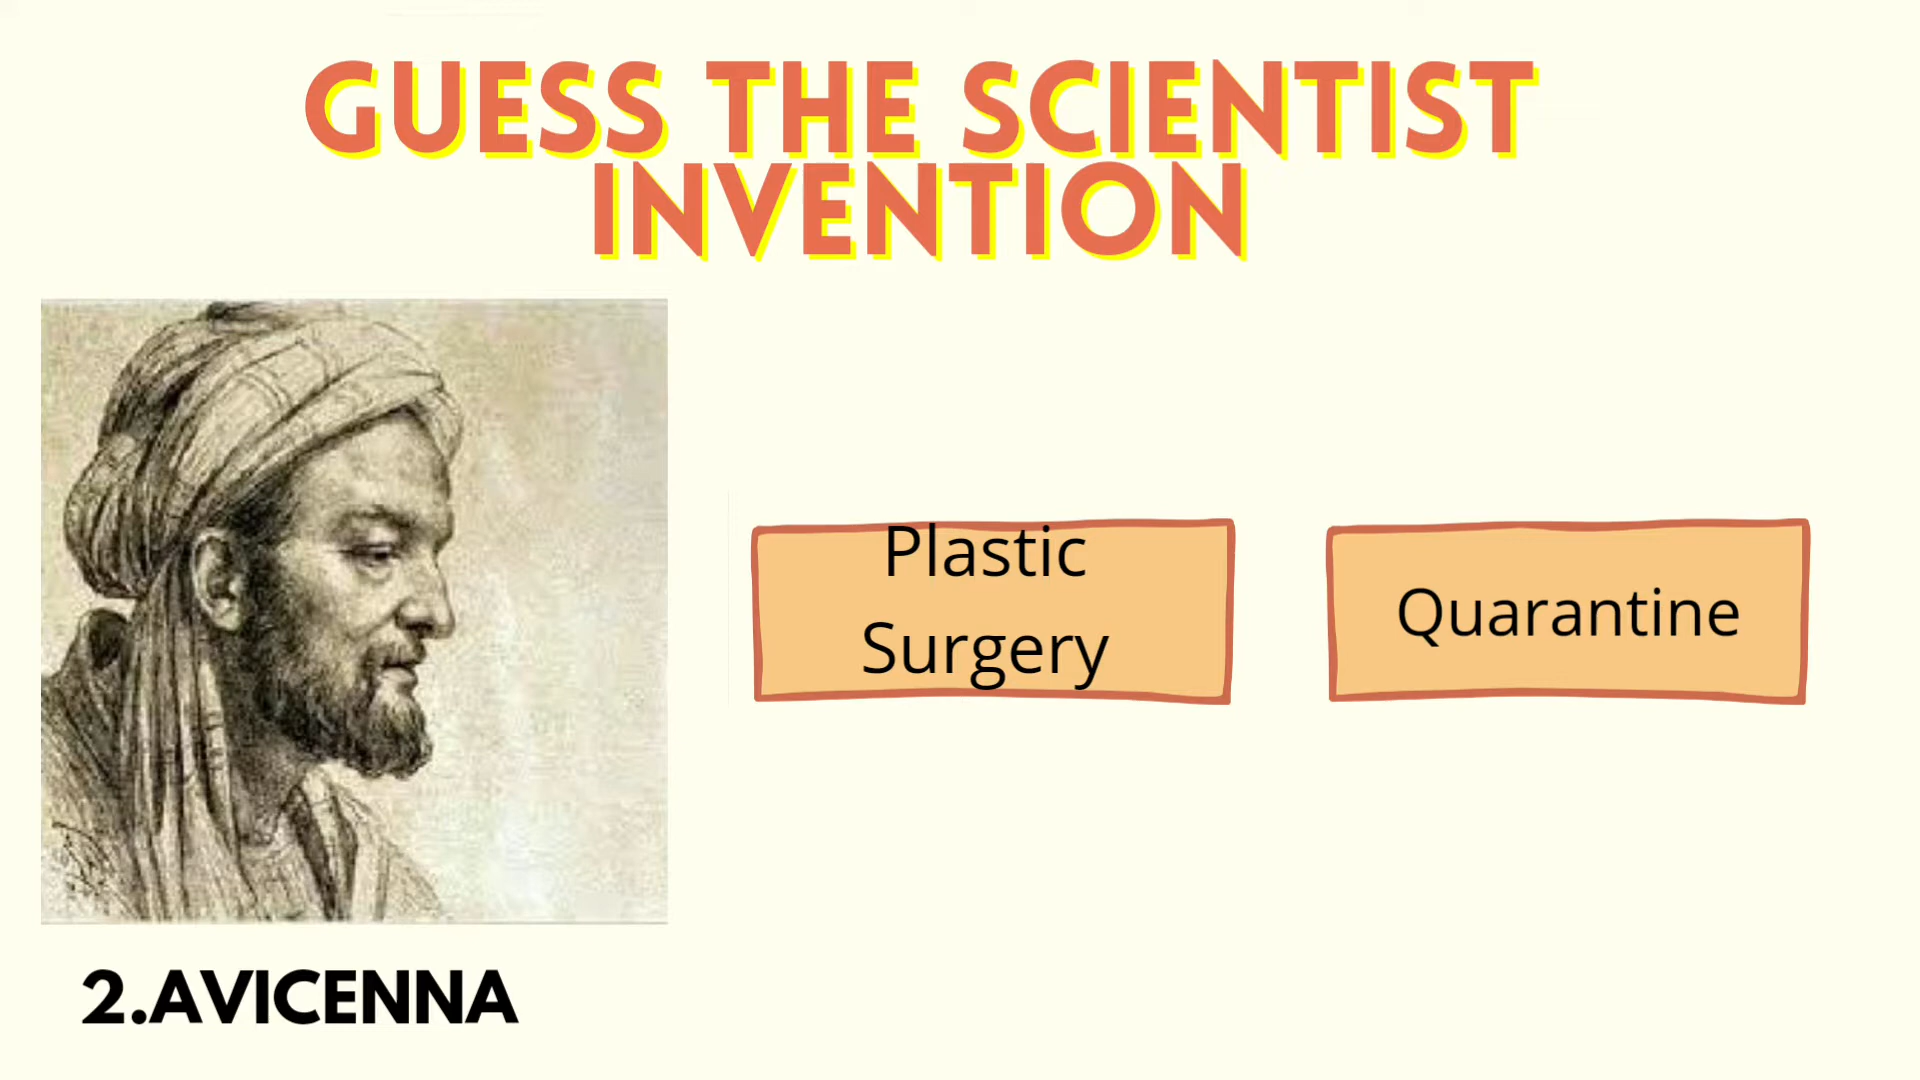 GUESS THE SCIENTIST
INVENTION
Plastic
Surgery
Quarantine
2.AVICENNA